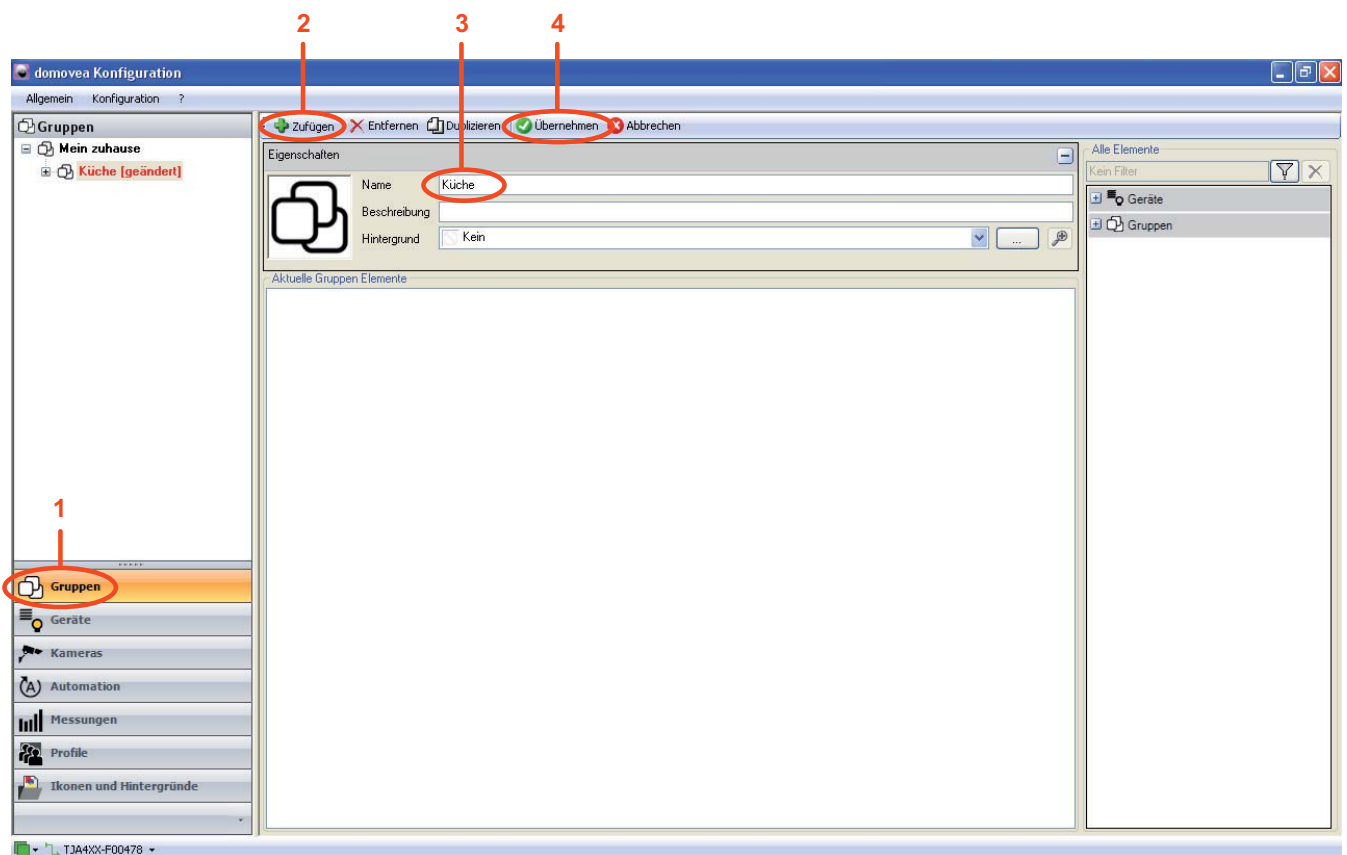 2 3 4
domovea Konfiguration
Allgemein Konfiguration ?
Gruppen
Mein zuhause
Küche [geändert]
Zufügen Entfernen Duplizieren Übernehmen Abbrechen
Eigenschaften
Name Küche
Beschreibung
Hintergrund Kein ...
Aktuelle Gruppen Elemente
Alle Elemente
Kein Filter
Geräte
Gruppen
1
Gruppen
Geräte
Kameras
Automation
Messungen
Profile
Ikonen und Hintergründe
TJA4XX-F00478